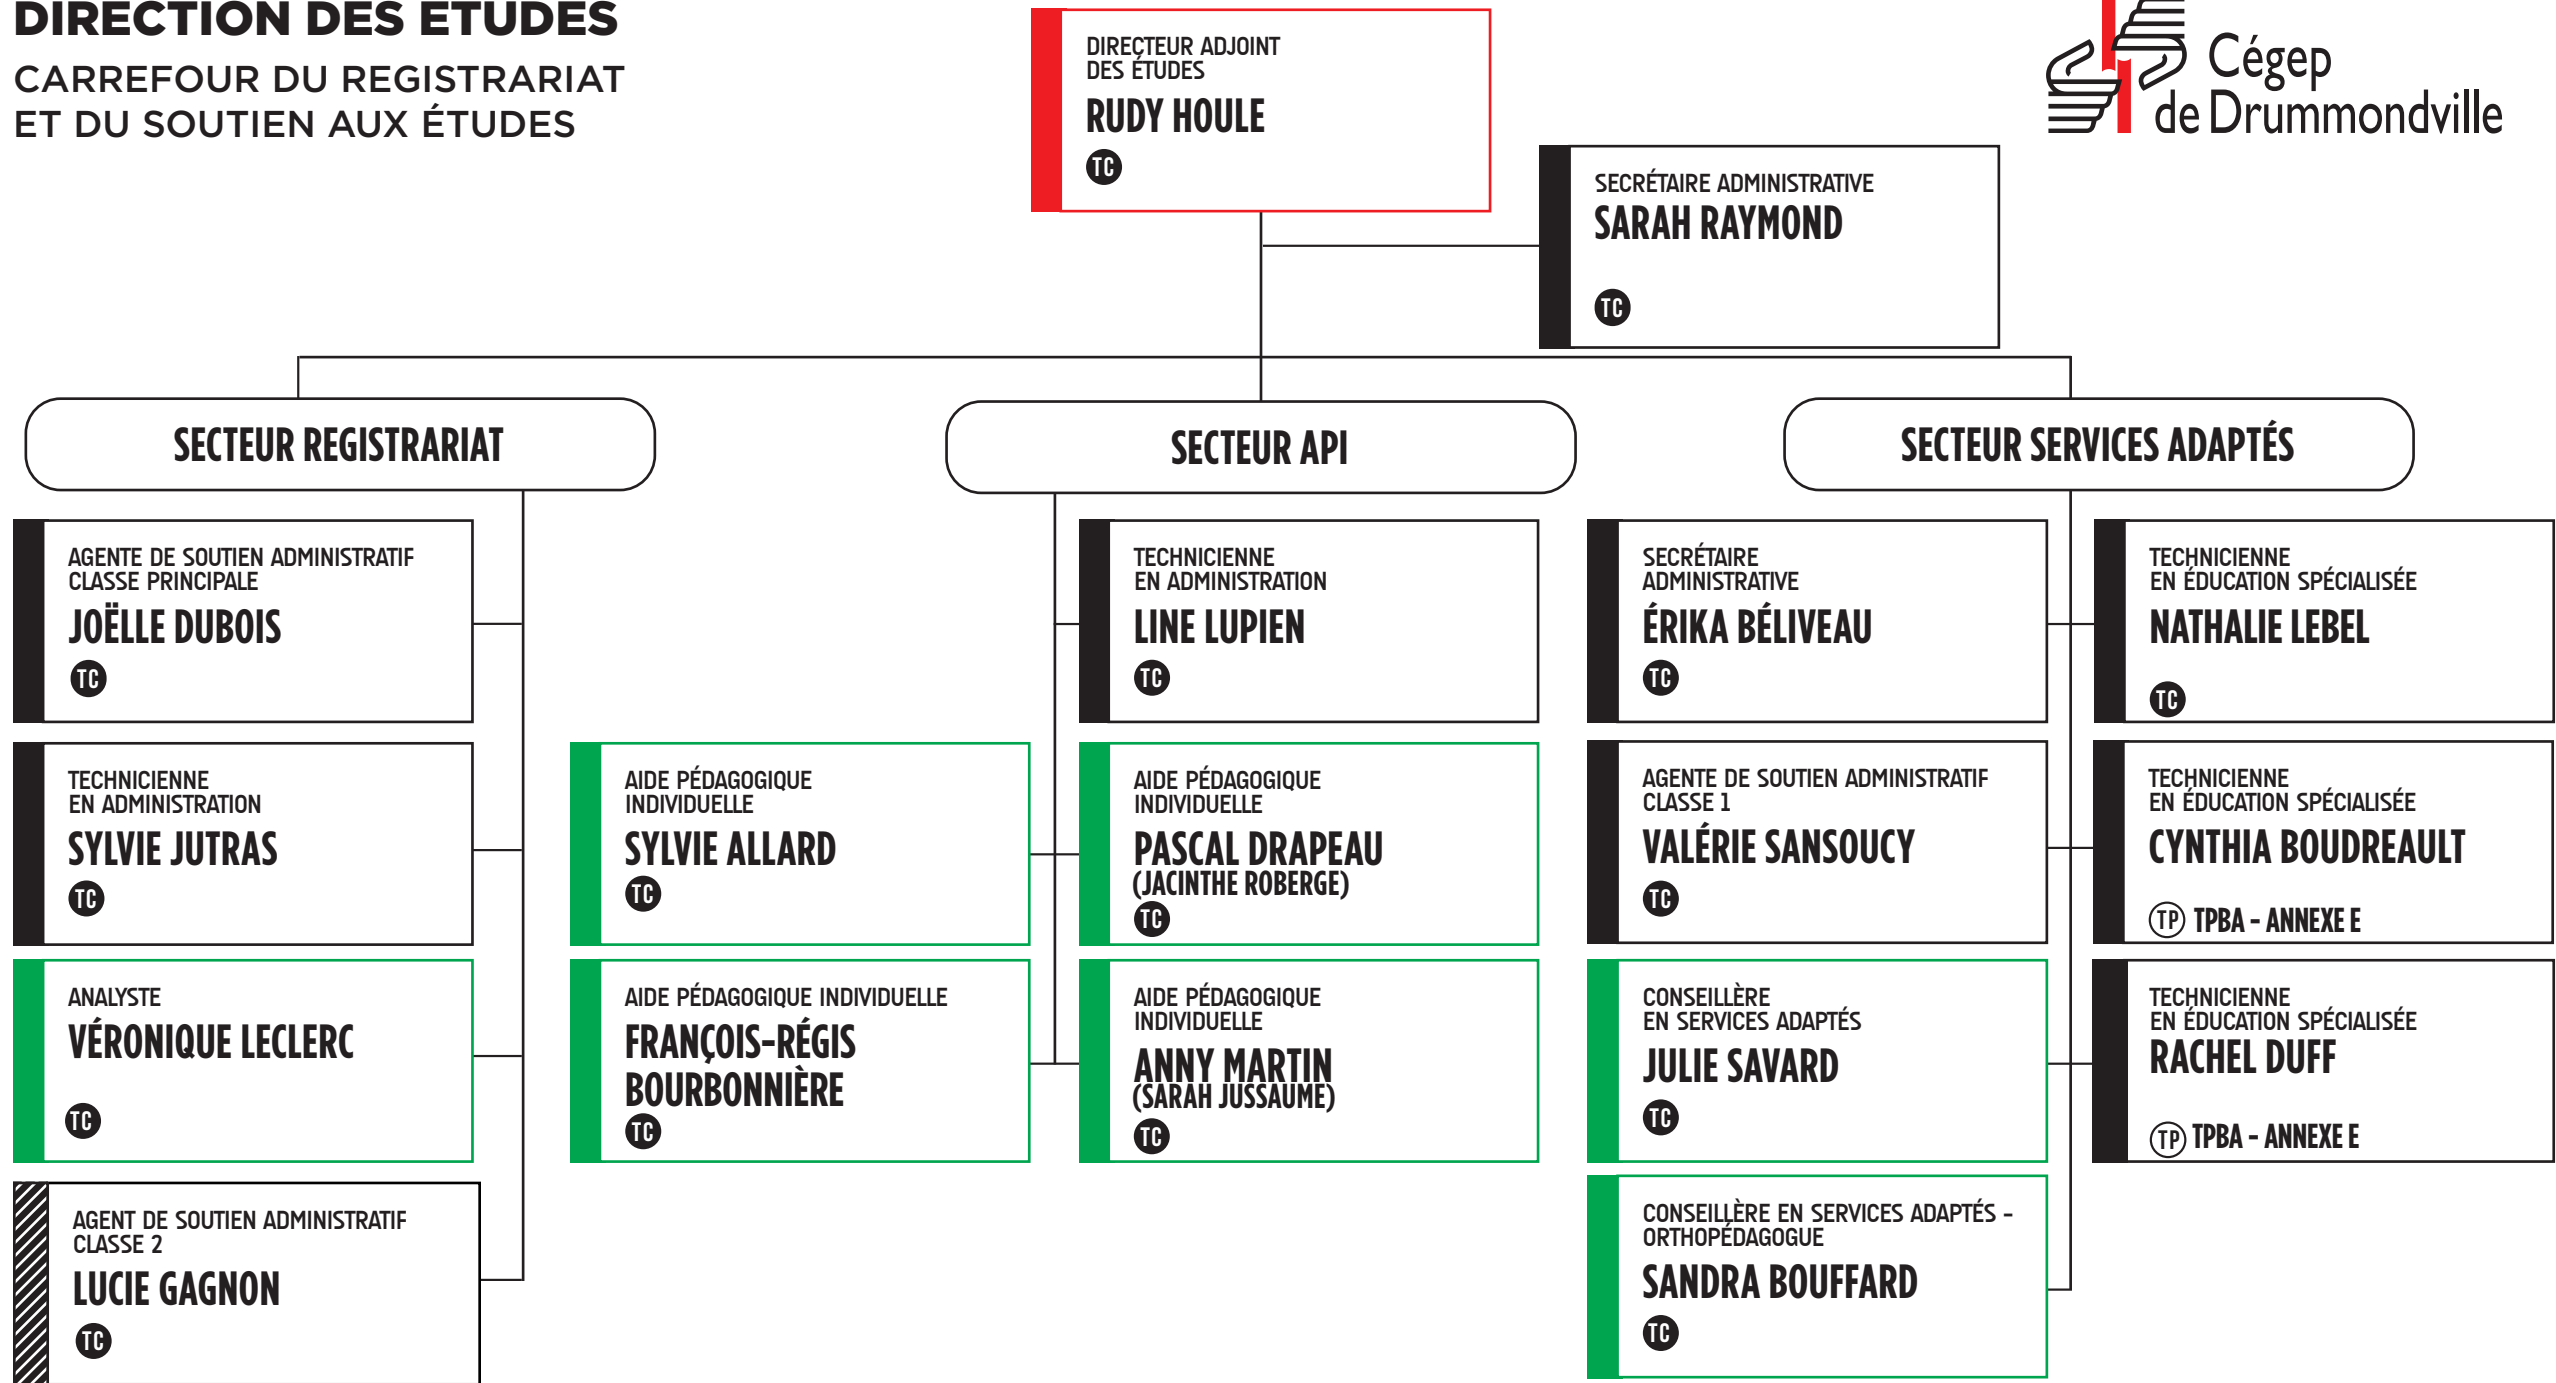 DIRECTION DES ÉTUDES
CARREFOUR DU REGISTRARIAT
ET DU SOUTIEN AUX ÉTUDES
DIRECTEUR ADJOINT
DES ÉTUDES
RUDY HOULE
TC
Cégep
de Drummondville
SECRÉTAIRE ADMINISTRATIVE
SARAH RAYMOND
TC
SECTEUR REGISTRARIAT
AGENTE DE SOUTIEN ADMINISTRATIF
CLASSE PRINCIPALE
JOËLLE DUBOIS
TC
TECHNICIENNE
EN ADMINISTRATION
SYLVIE JUTRAS
TC
ANALYSTE
VÉRONIQUE LECLERC
TC
AGENT DE SOUTIEN ADMINISTRATIF
CLASSE 2
LUCIE GAGNON
TC
SECTEUR API
TECHNICIENNE
EN ADMINISTRATION
LINE LUPIEN
TC
AIDE PÉDAGOGIQUE
INDIVIDUELLE
SYLVIE ALLARD
TC
AIDE PÉDAGOGIQUE
INDIVIDUELLE
PASCAL DRAPEAU
(JACINTHE ROBERGE)
TC
AIDE PÉDAGOGIQUE INDIVIDUELLE
FRANÇOIS-RÉGIS
BOURBONNIÈRE
TC
AIDE PÉDAGOGIQUE
INDIVIDUELLE
ANNY MARTIN
(SARAH JUSSAUME)
TC
SECTEUR SERVICES ADAPTÉS
SECRÉTAIRE
ADMINISTRATIVE
ÉRIKA BÉLIVEAU
TC
TECHNICIENNE
EN ÉDUCATION SPÉCIALISÉE
NATHALIE LEBEL
TC
AGENTE DE SOUTIEN ADMINISTRATIF
CLASSE 1
VALÉRIE SANSOUCY
TC
TECHNICIENNE
EN ÉDUCATION SPÉCIALISÉE
CYNTHIA BOUDREAULT
TP TPBA - ANNEXE E
CONSEILLÈRE
EN SERVICES ADAPTÉS
JULIE SAVARD
TC
TECHNICIENNE
EN ÉDUCATION SPÉCIALISÉE
RACHEL DUFF
TP TPBA - ANNEXE E
CONSEILLÈRE EN SERVICES ADAPTÉS -
ORTHOPÉDAGOGUE
SANDRA BOUFFARD
TC